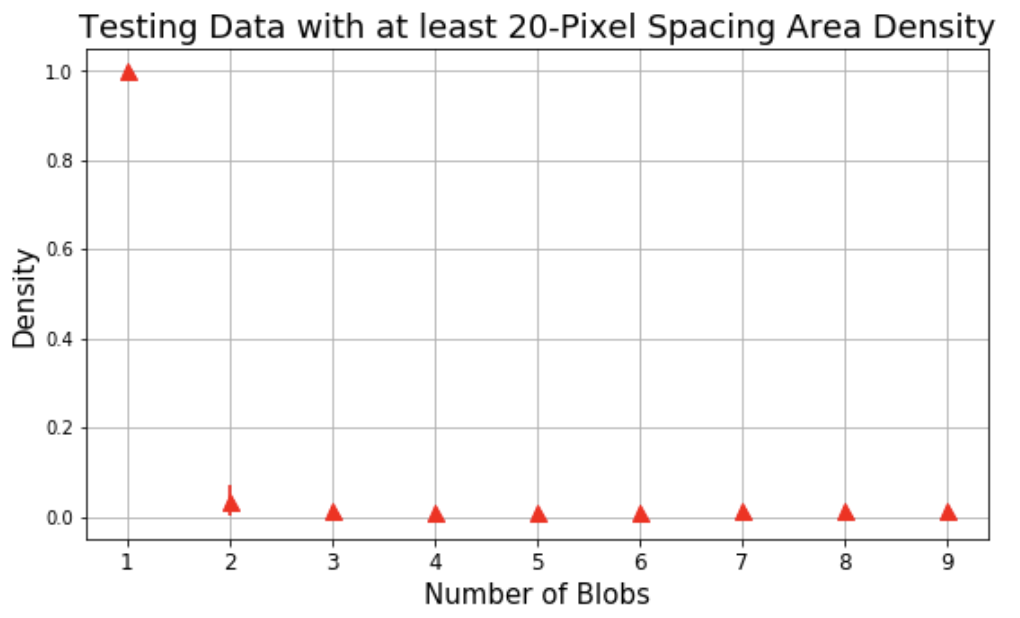 Testing Data with at least 20-Pixel Spacing Area Density
1.0
0.8
0.6
0.4
0.2
0.0
Density
1 2 3 4 5 6 7 8 9
Number of Blobs